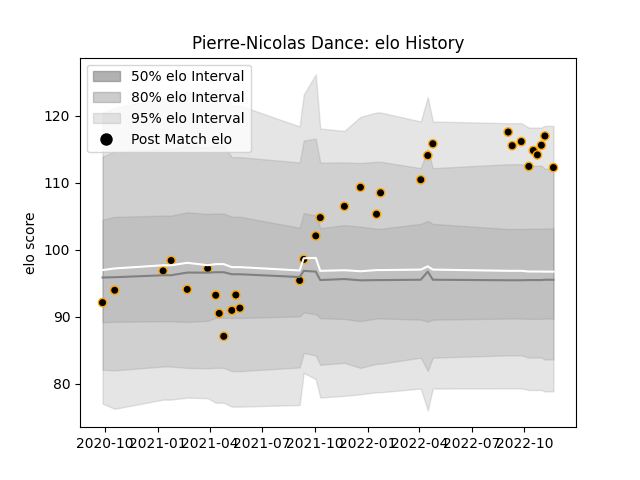 Pierre-Nicolas Dance: elo History
50% elo Interval
80% elo Interval
95% elo Interval
Post Match elo
elo score
120
110
100
90
80
2020-10 2021-01 2021-04 2021-07 2021-10 2022-01 2022-04 2022-07 2022-10